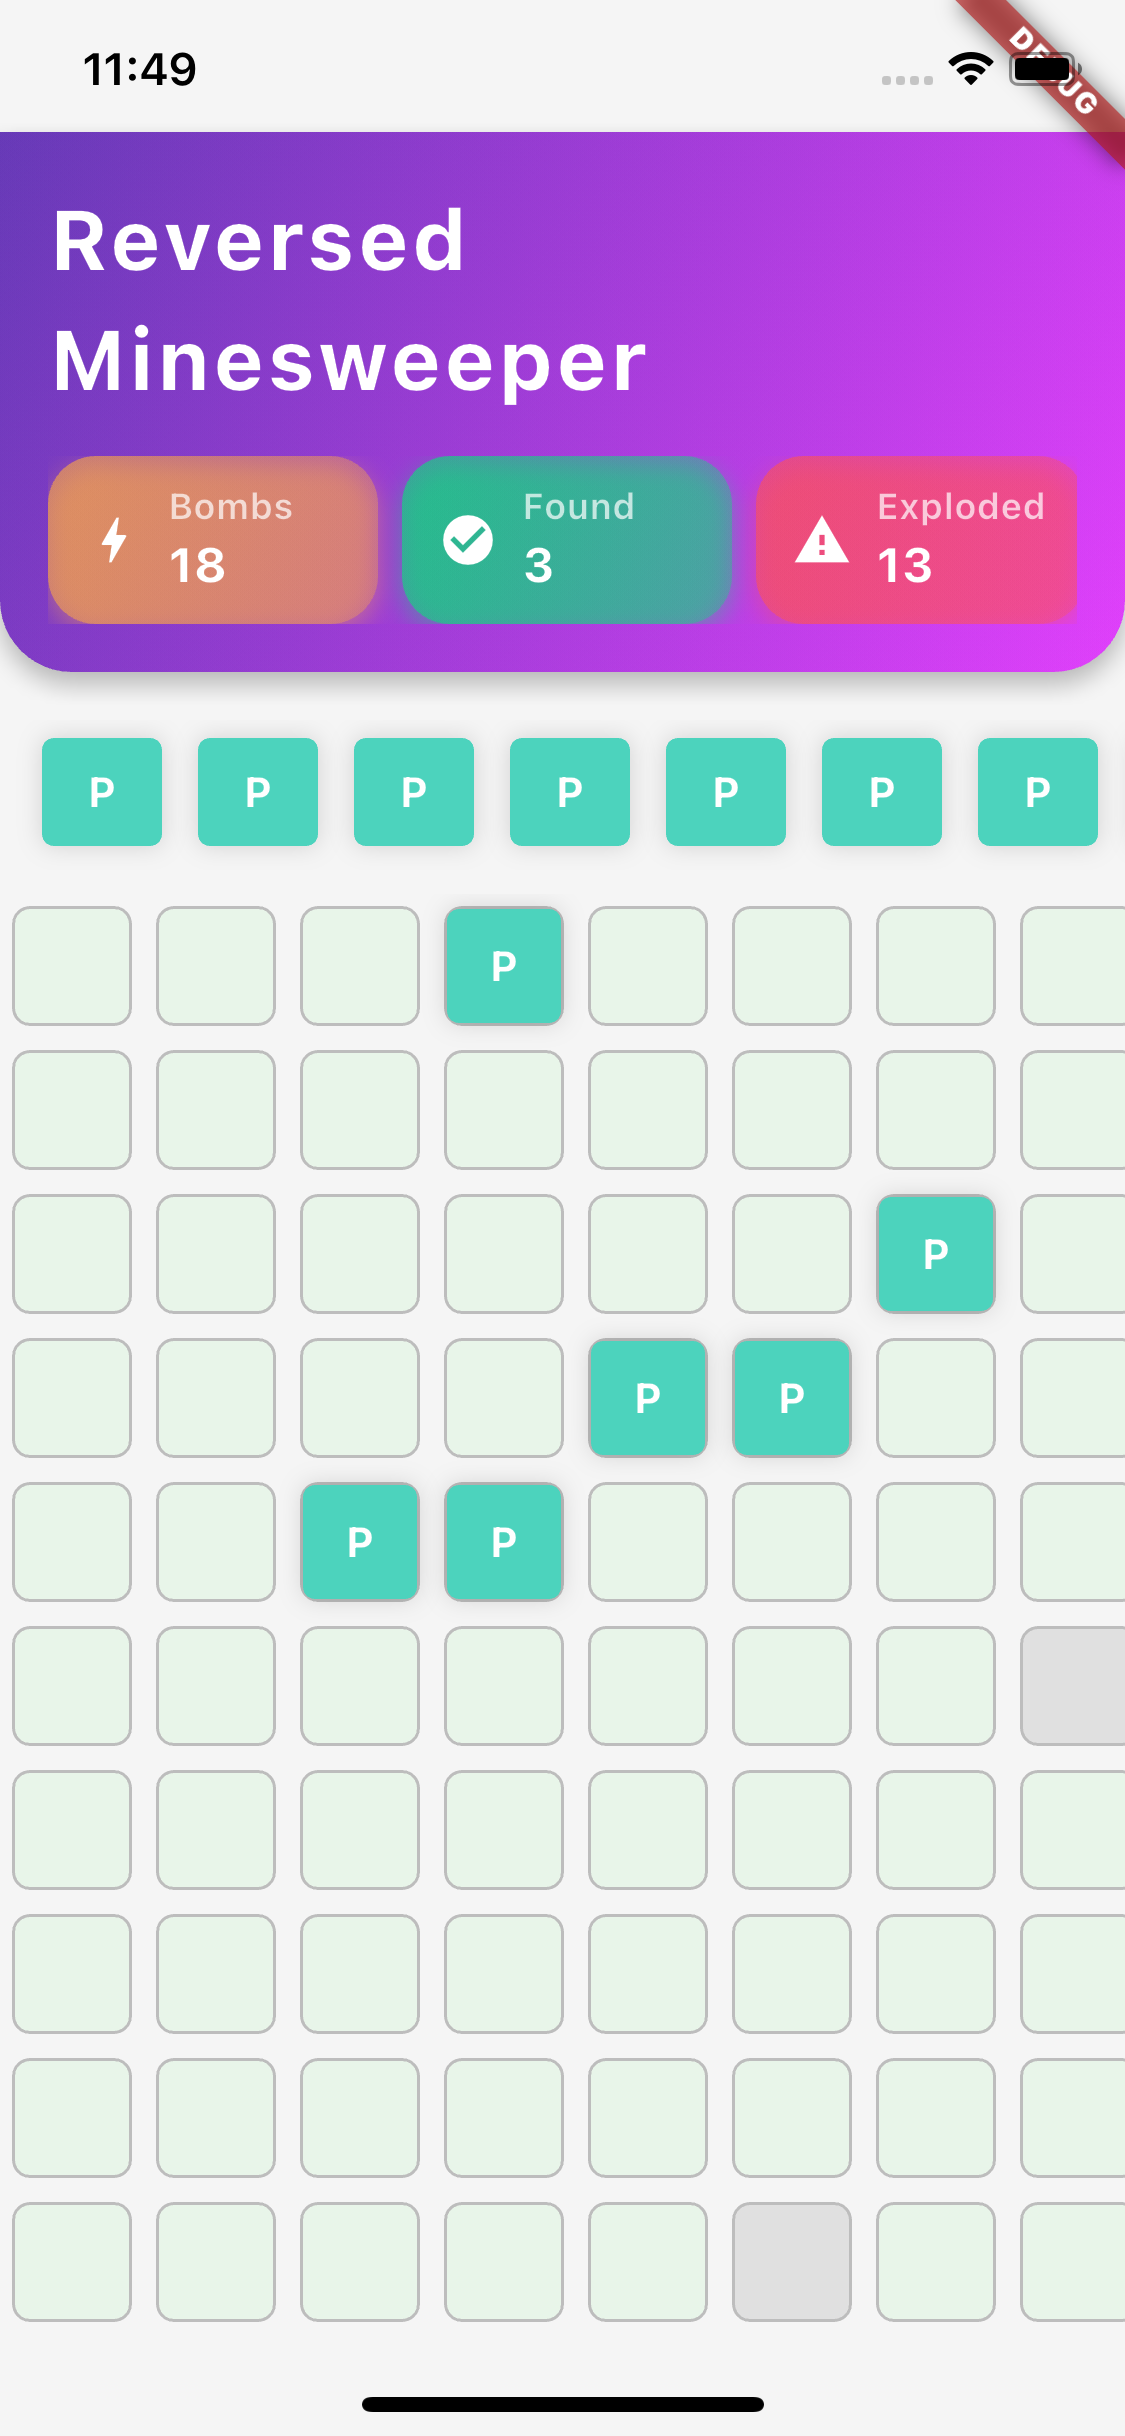 11:49
DEBUG
Reversed
Minesweeper
Bombs
18
Found
3
Exploded
13
P P P P P P P
P
P
P P
P P